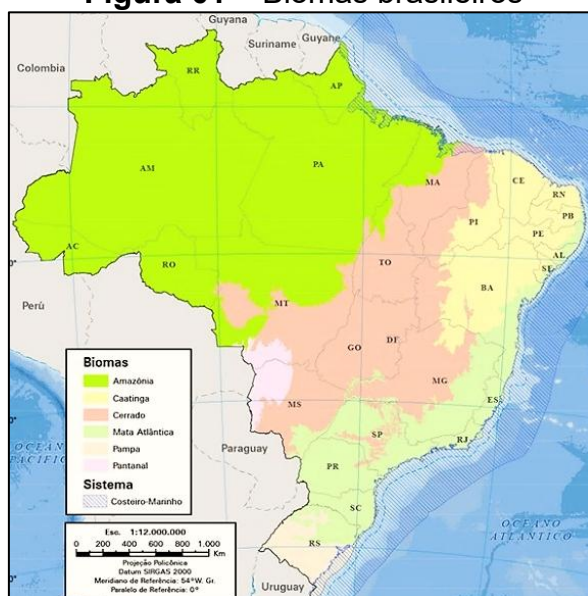 Figura 01 – Biomas brasileiros
Guyana
Suriname
Guyane
Colombia
RR
AP
AM
PA
MA
CE
RN
PB
PI
PE
AL
SE
AC
RO
TO
BA
MT
Perú
GO
DF
MG
ES
MS
SP
RJ
Paraguay
PR
SC
RS
Uruguay
OCEANO
PACÍFICO
OCEANO
ATLÂNTICO
Biomas
Amazônia
Caatinga
Cerrado
Mata Atlântica
Pampa
Pantanal
Sistema
Costeiro-Marinho
Esc. 1:12.000.000
0 200 400 600 800 1.000
Km
Projeção Policônica
Datum SIRGAS 2000
Meridiano de Referência: 54°W. Gr.
Paralelo de Referência: 0°